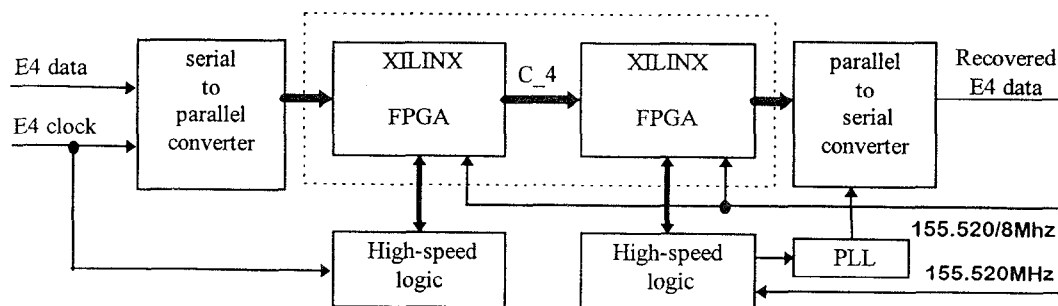 E4 data
E4 clock
serial
to
parallel
converter
XILINX
FPGA
C_4
XILINX
FPGA
parallel
to
serial
converter
Recovered
E4 data
High-speed
logic
High-speed
logic
PLL
155.520/8Mhz
155.520MHz